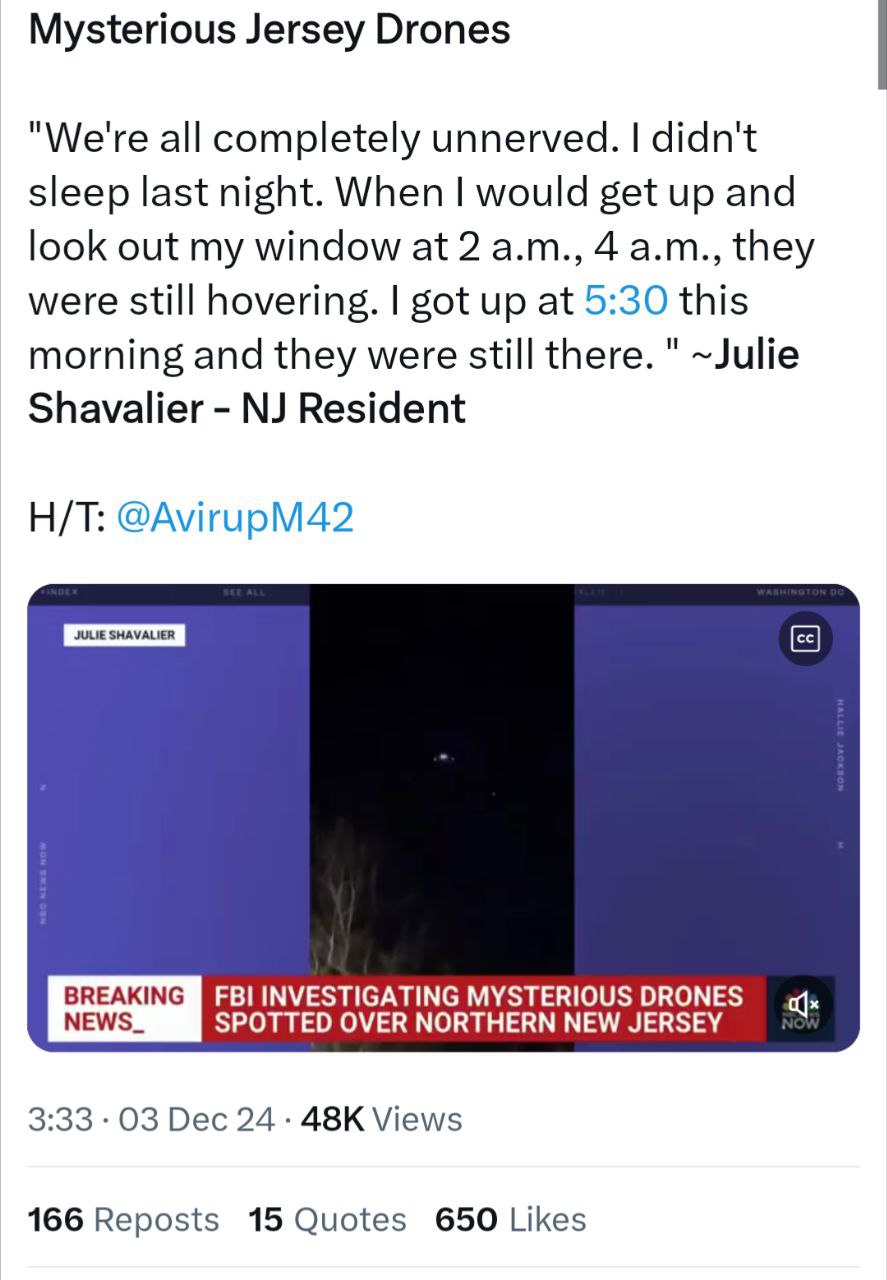 Mysterious Jersey Drones
"We're all completely unnerved. I didn't
sleep last night. When I would get up and
look out my window at 2 a.m., 4 a.m., they
were still hovering. I got up at 5:30 this
morning and they were still there. " ~Julie
Shavalier - NJ Resident
H/T: @AvirupM42
INDEX
SEE ALL
WASHINGTON DC
JULIE SHAVALIER
CC
HALLIE JACKSON
NBC NEWS NOW
BREAKING
NEWS_
FBI INVESTIGATING MYSTERIOUS DRONES
SPOTTED OVER NORTHERN NEW JERSEY
NOW
3:33 · 03 Dec 24 · 48K Views
166 Reposts 15 Quotes 650 Likes